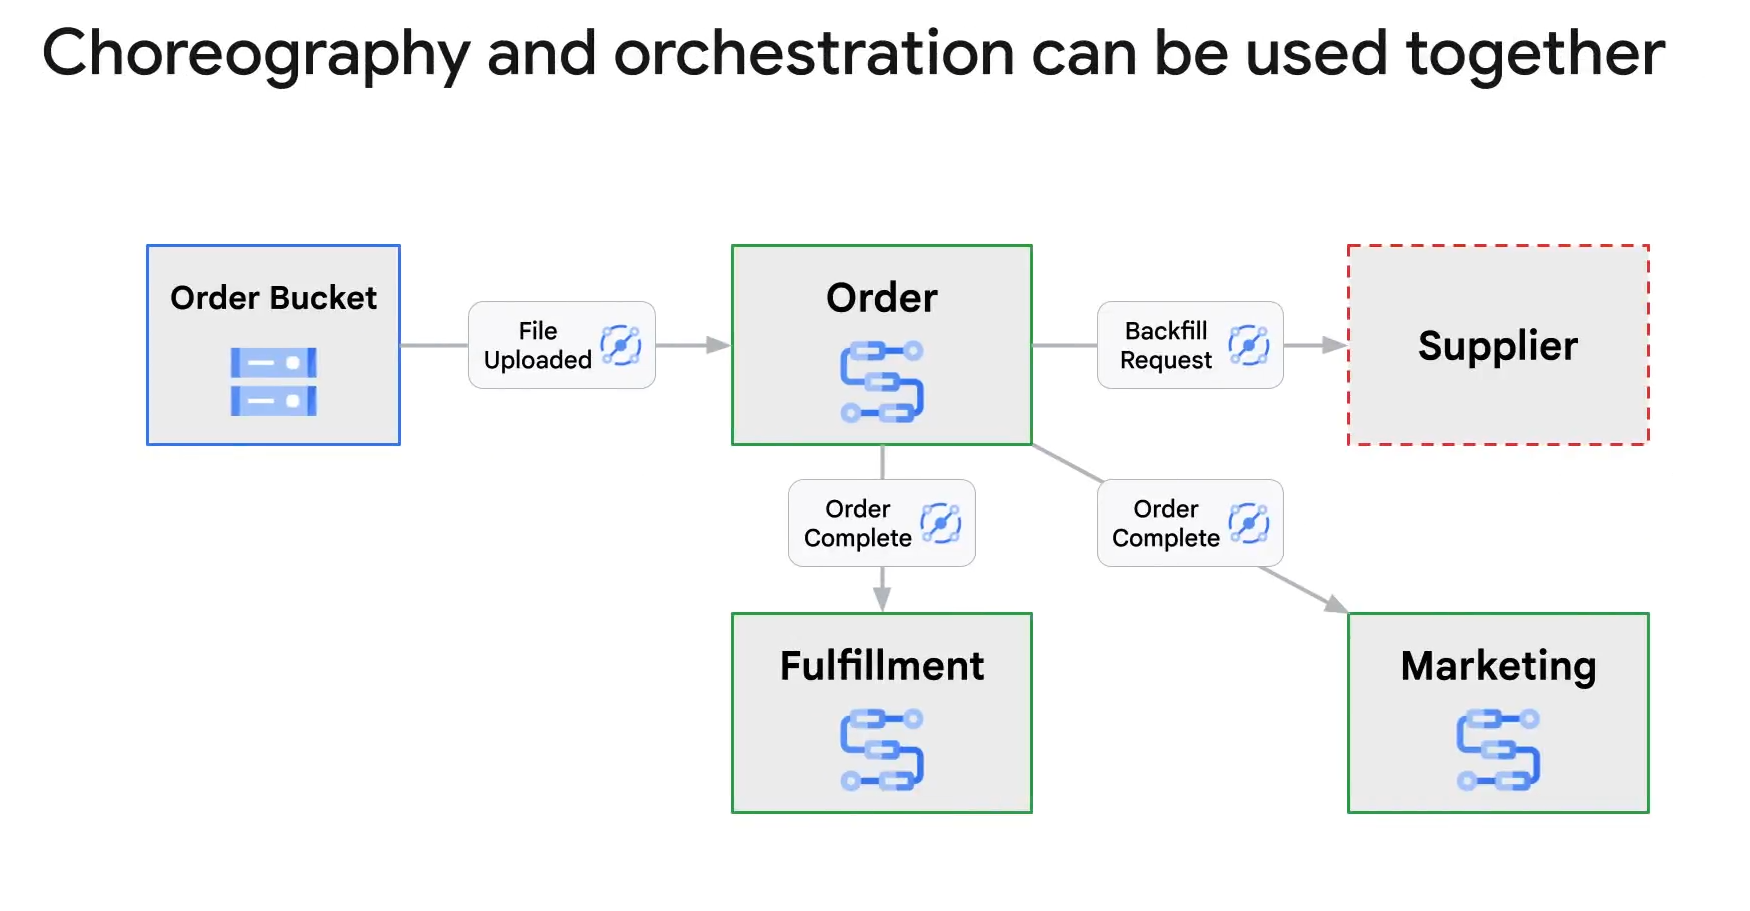 Choreography and orchestration can be used together
Order Bucket
File
Uploaded
Order
Backfill
Request
Supplier
Order
Complete
Order
Complete
Fulfillment
Marketing